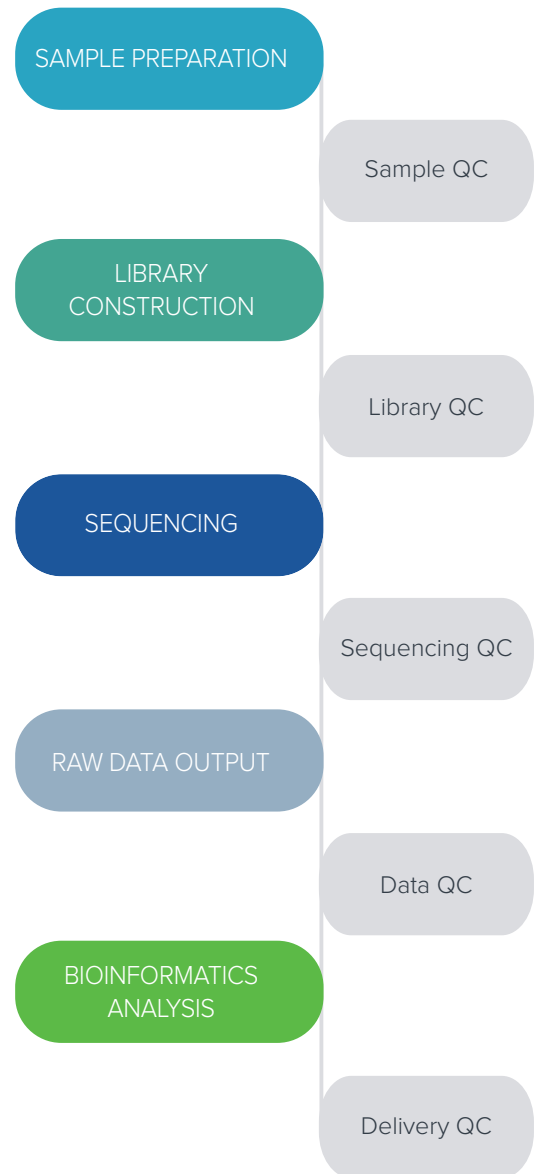 SAMPLE PREPARATION
Sample QC
LIBRARY
CONSTRUCTION
Library QC
SEQUENCING
Sequencing QC
RAW DATA OUTPUT
Data QC
BIOINFORMATICS
ANALYSIS
Delivery QC